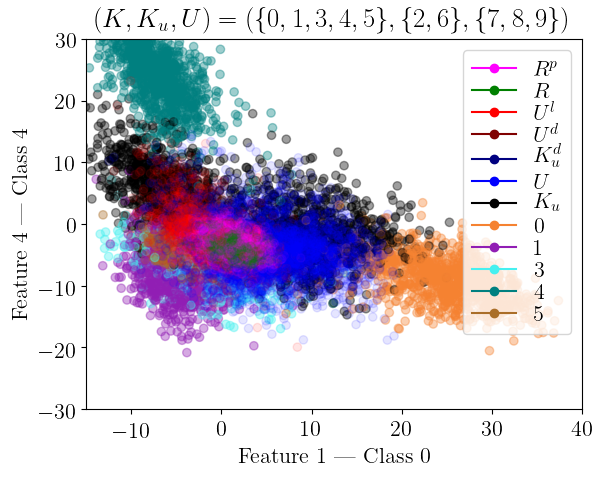 (K, K_u, U) = ({0, 1, 3, 4, 5}, {2, 6}, {7, 8, 9})
30
20
10
0
−10
−20
−30
Feature 4 — Class 4
−10
0
10
20
30
40
Feature 1 — Class 0
R^p
R
U^l
U^d
K_u^d
U
K_u
0
1
3
4
5